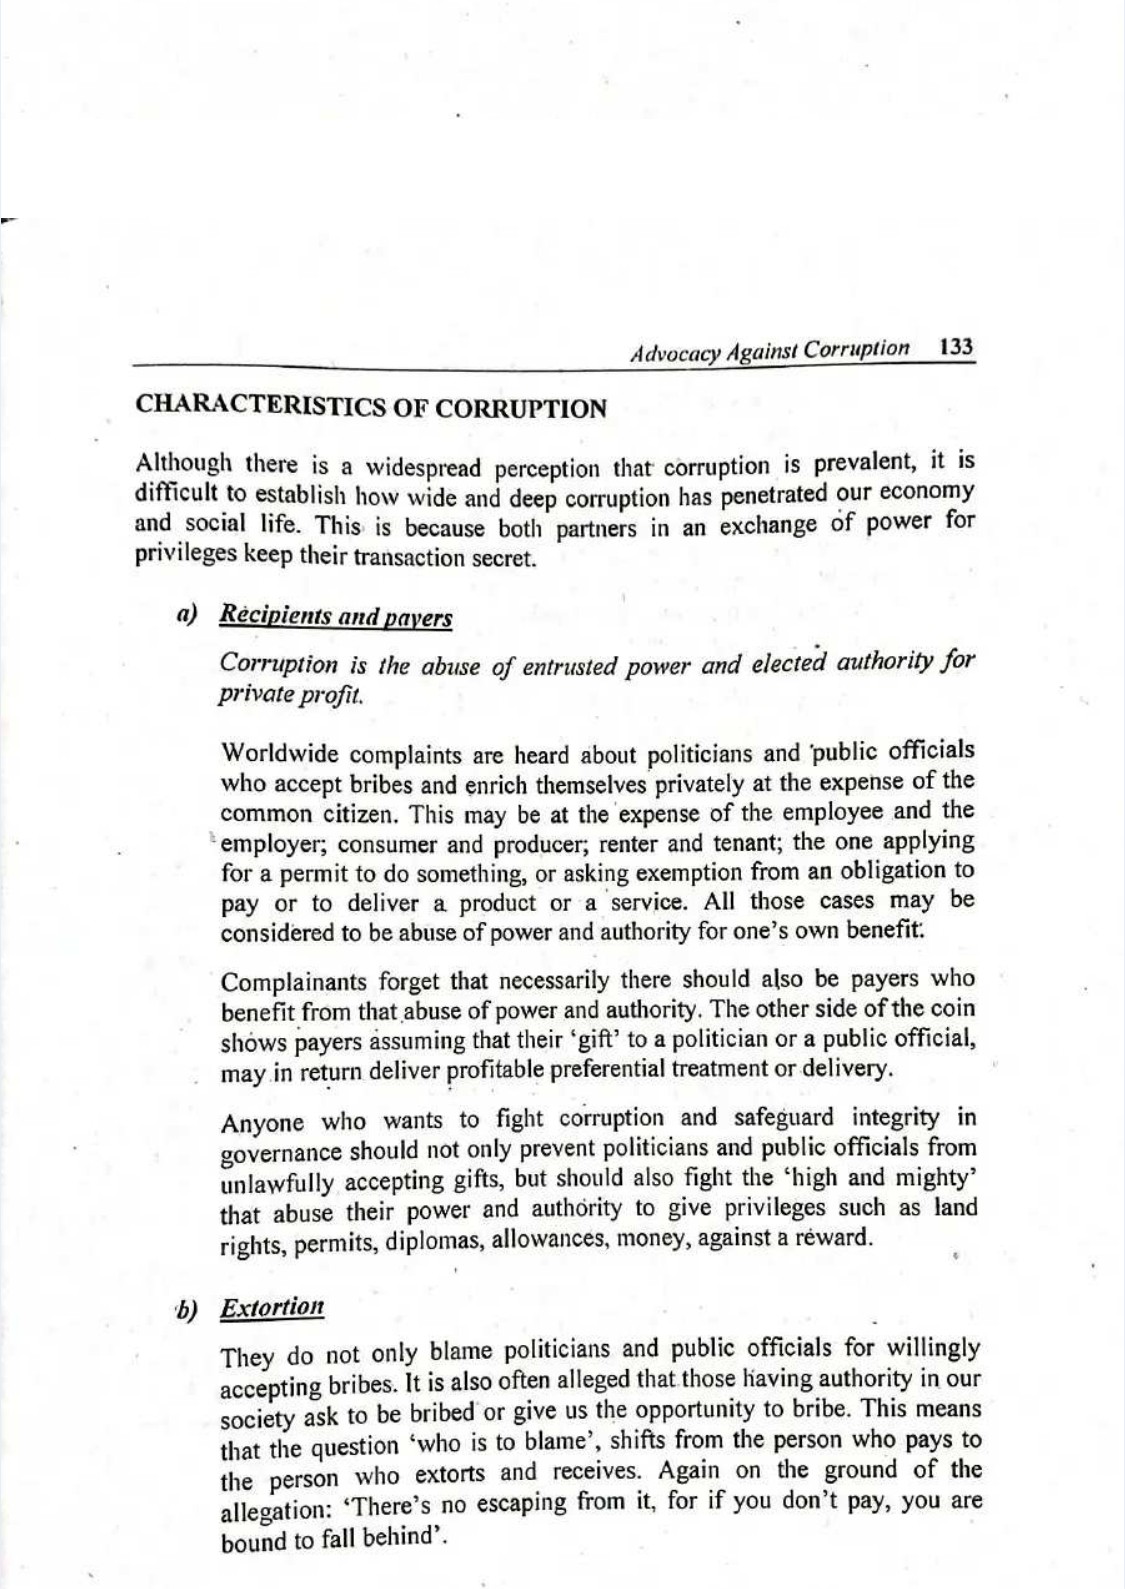 Advocacy Against Corruption 133
CHARACTERISTICS OF CORRUPTION
Although there is a widespread perception that corruption is prevalent, it is
difficult to establish how wide and deep corruption has penetrated our economy
and social life. This is because both partners in an exchange of power for
privileges keep their transaction secret.
a) Recipients and payers
Corruption is the abuse of entrusted power and elected authority for
private profit.
Worldwide complaints are heard about politicians and public officials
who accept bribes and enrich themselves privately at the expense of the
common citizen. This may be at the expense of the employee and the
employer; consumer and producer; renter and tenant; the one applying
for a permit to do something, or asking exemption from an obligation to
pay or to deliver a product or a service. All those cases may be
considered to be abuse of power and authority for one's own benefit.
Complainants forget that necessarily there should also be payers who
benefit from that abuse of power and authority. The other side of the coin
shows payers assuming that their ‘gift’ to a politician or a public official,
may in return deliver profitable preferential treatment or delivery.
Anyone who wants to fight corruption and safeguard integrity in
governance should not only prevent politicians and public officials from
unlawfully accepting gifts, but should also fight the ‘high and mighty’
that abuse their power and authority to give privileges such as land
rights, permits, diplomas, allowances, money, against a reward.
b) Extortion
They do not only blame politicians and public officials for willingly
accepting bribes. It is also often alleged that those having authority in our
society ask to be bribed or give us the opportunity to bribe. This means
that the question ‘who is to blame’, shifts from the person who pays to
the person who extorts and receives. Again on the ground of the
allegation: ‘There’s no escaping from it, for if you don’t pay, you are
bound to fall behind’.